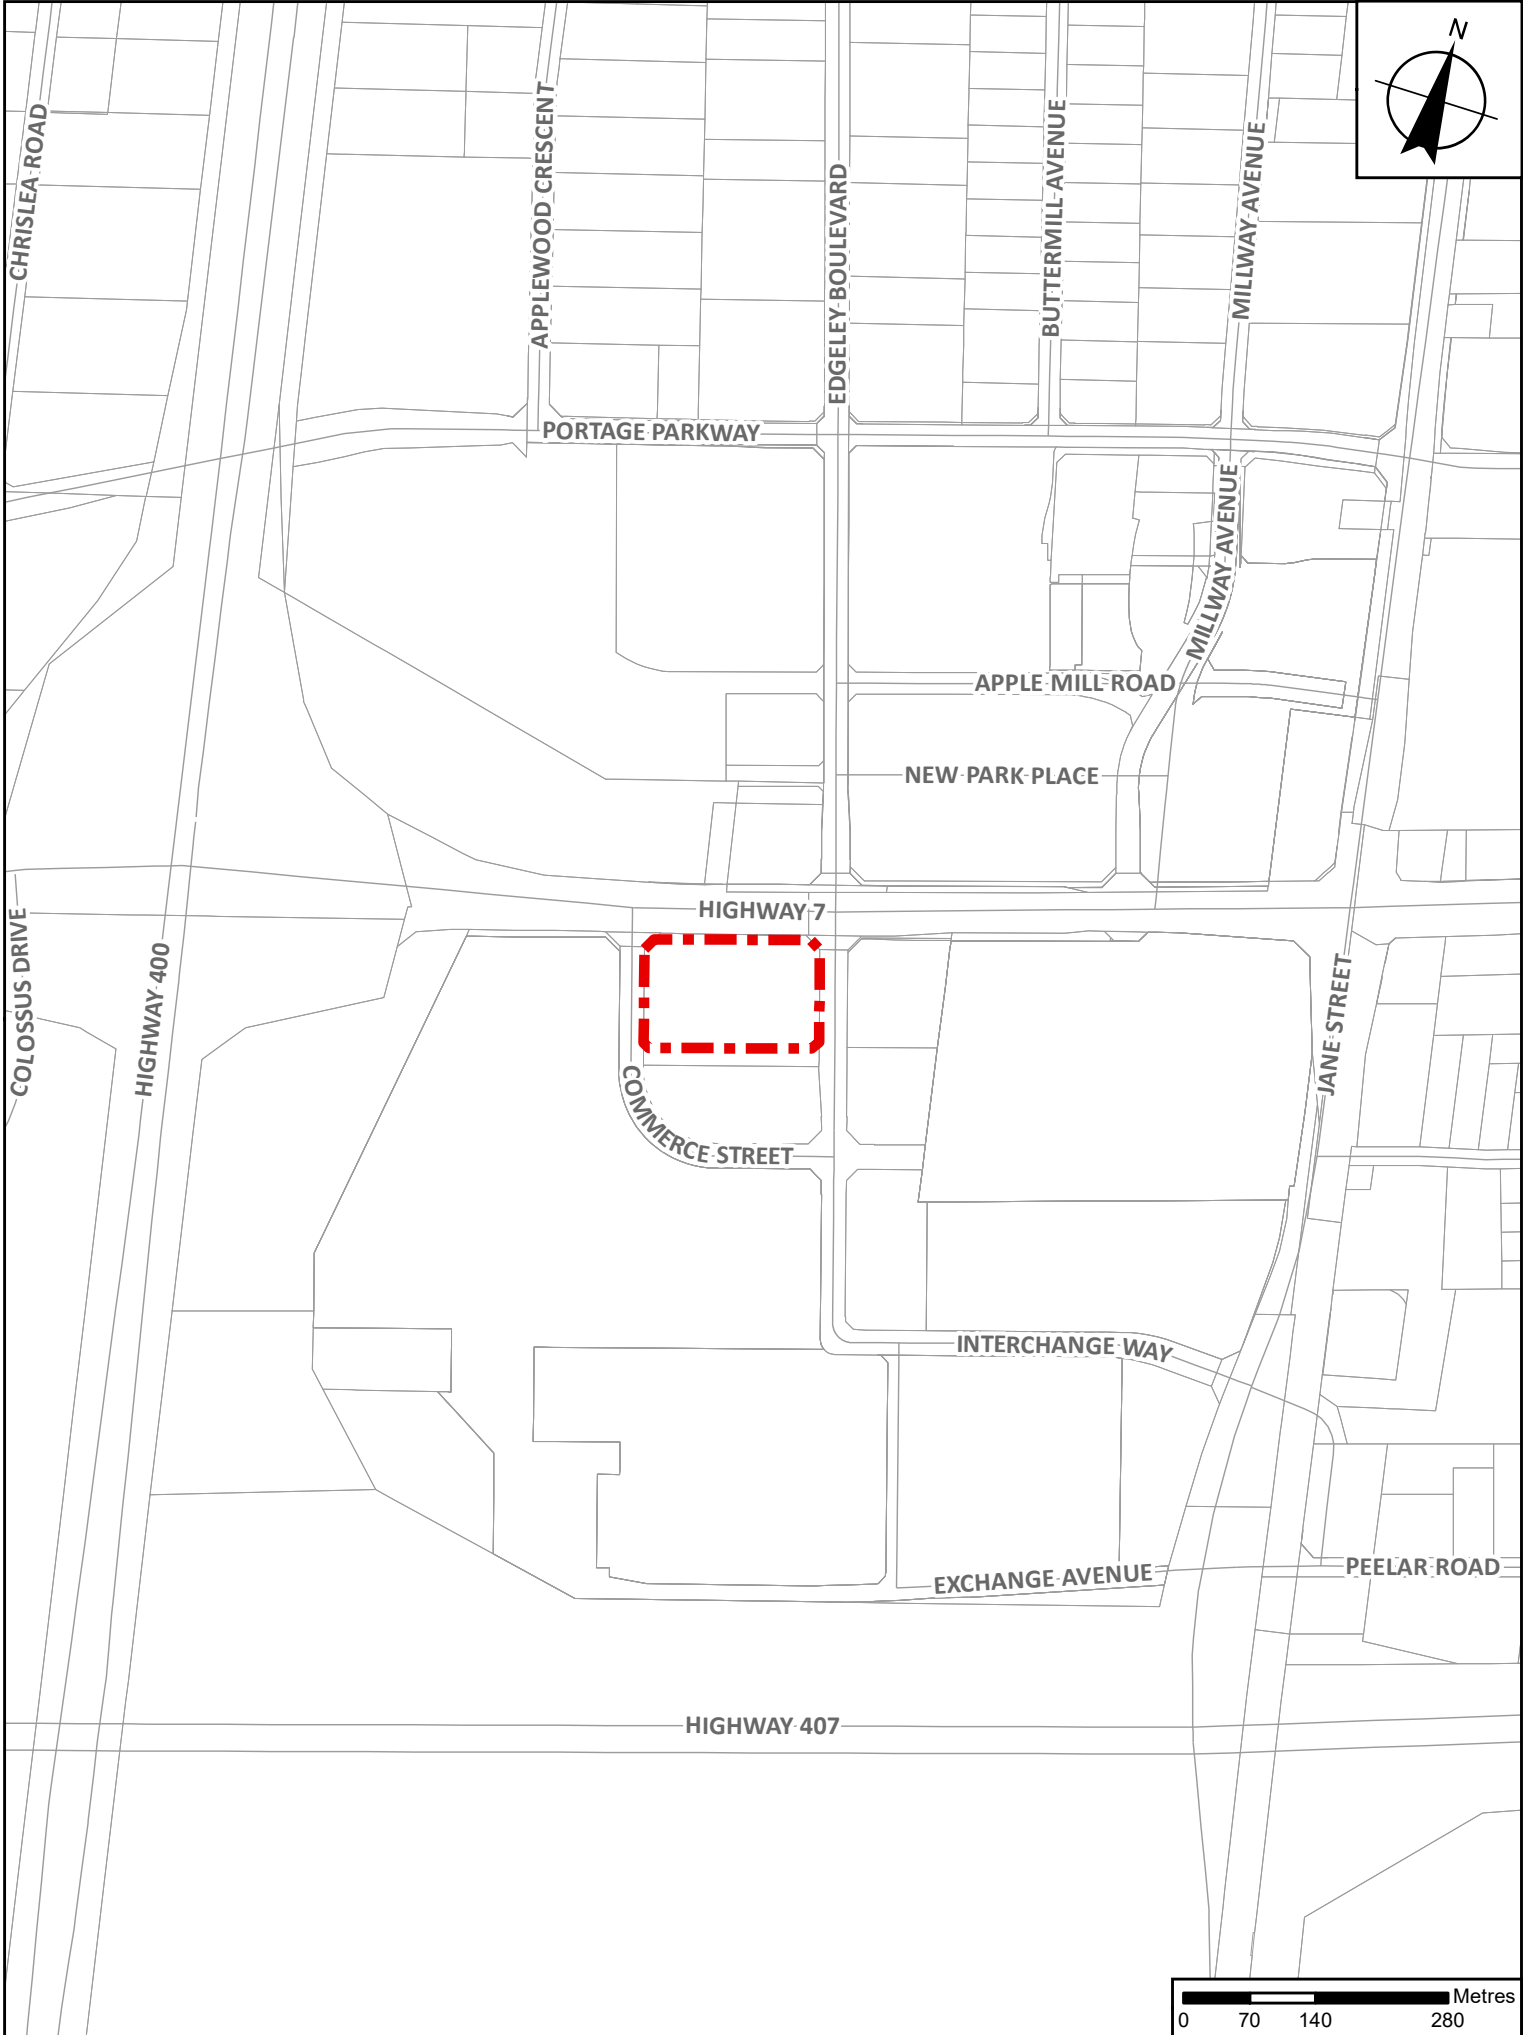 N
CHRISLEA ROAD
APPLEWOOD CRESCENT
EDGELEY BOULEVARD
BUTTERMILL AVENUE
MILLWAY AVENUE
PORTAGE PARKWAY
MILLWAY AVENUE
APPLE MILL ROAD
NEW PARK PLACE
HIGHWAY 7
COLOSSUS DRIVE
HIGHWAY 400
JANE STREET
COMMERCE STREET
INTERCHANGE WAY
EXCHANGE AVENUE
PEELAR ROAD
HIGHWAY 407
Metres
0 70 140 280